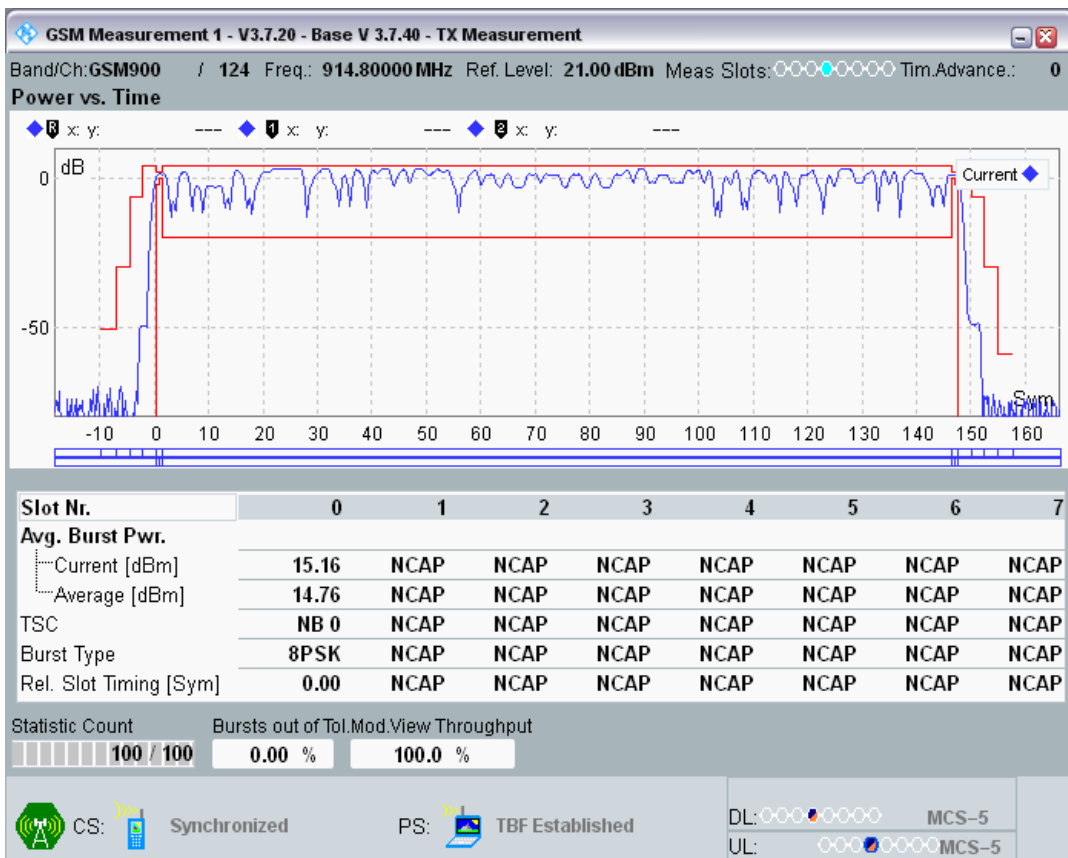 GSM Measurement 1 - V3.7.20 - Base V 3.7.40 - TX Measurement
Band/Ch:GSM900 / 124 Freq.: 914.80000 MHz Ref. Level: 21.00 dBm Meas Slots: Tim.Advance.: 0
Power vs. Time
R x: y: --- 1 x: y: --- 2 x: y: ---
dB
0
Current
-50
Sym
-10 0 10 20 30 40 50 60 70 80 90 100 110 120 130 140 150 160
Slot Nr. 0 1 2 3 4 5 6 7
Avg. Burst Pwr.
Current [dBm] 15.16 NCAP NCAP NCAP NCAP NCAP NCAP NCAP
Average [dBm] 14.76 NCAP NCAP NCAP NCAP NCAP NCAP NCAP
TSC NB 0 NCAP NCAP NCAP NCAP NCAP NCAP NCAP
Burst Type 8PSK NCAP NCAP NCAP NCAP NCAP NCAP NCAP
Rel. Slot Timing [Sym] 0.00 NCAP NCAP NCAP NCAP NCAP NCAP NCAP
Statistic Count Bursts out of Tol.Mod.View Throughput
100 / 100 0.00 % 100.0 %
CS: Synchronized PS: TBF Established DL: MCS-5
UL: MCS-5